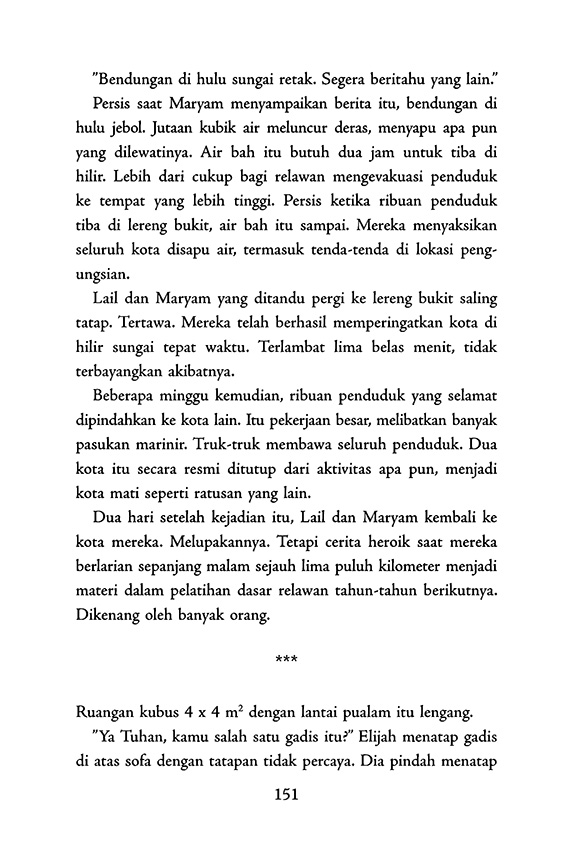 ”Bendungan di hulu sungai retak. Segera beritahu yang lain.”
Persis saat Maryam menyampaikan berita itu, bendungan di
hulu jebol. Jutaan kubik air meluncur deras, menyapu apa pun
yang dilewatinya. Air bah itu butuh dua jam untuk tiba di
hilir. Lebih dari cukup bagi relawan mengevakuasi penduduk
ke tempat yang lebih tinggi. Persis ketika ribuan penduduk
tiba di lereng bukit, air bah itu sampai. Mereka menyaksikan
seluruh kota disapu air, termasuk tenda-tenda di lokasi peng-
ungsian.
Lail dan Maryam yang ditandu pergi ke lereng bukit saling
tatap. Tertawa. Mereka telah berhasil memperingatkan kota di
hilir sungai tepat waktu. Terlambat lima belas menit, tidak
terbayangkan akibatnya.
Beberapa minggu kemudian, ribuan penduduk yang selamat
dipindahkan ke kota lain. Itu pekerjaan besar, melibatkan banyak
pasukan marinir. Truk-truk membawa seluruh penduduk. Dua
kota itu secara resmi ditutup dari aktivitas apa pun, menjadi
kota mati seperti ratusan yang lain.
Dua hari setelah kejadian itu, Lail dan Maryam kembali ke
kota mereka. Melupakannya. Tetapi cerita heroik saat mereka
berlarian sepanjang malam sejauh lima puluh kilometer menjadi
materi dalam pelatihan dasar relawan tahun-tahun berikutnya.
Dikenang oleh banyak orang.
***
Ruangan kubus 4 x 4 m² dengan lantai pualam itu lengang.
”Ya Tuhan, kamu salah satu gadis itu?” Elijah menatap gadis
di atas sofa dengan tatapan tidak percaya. Dia pindah menatap
151